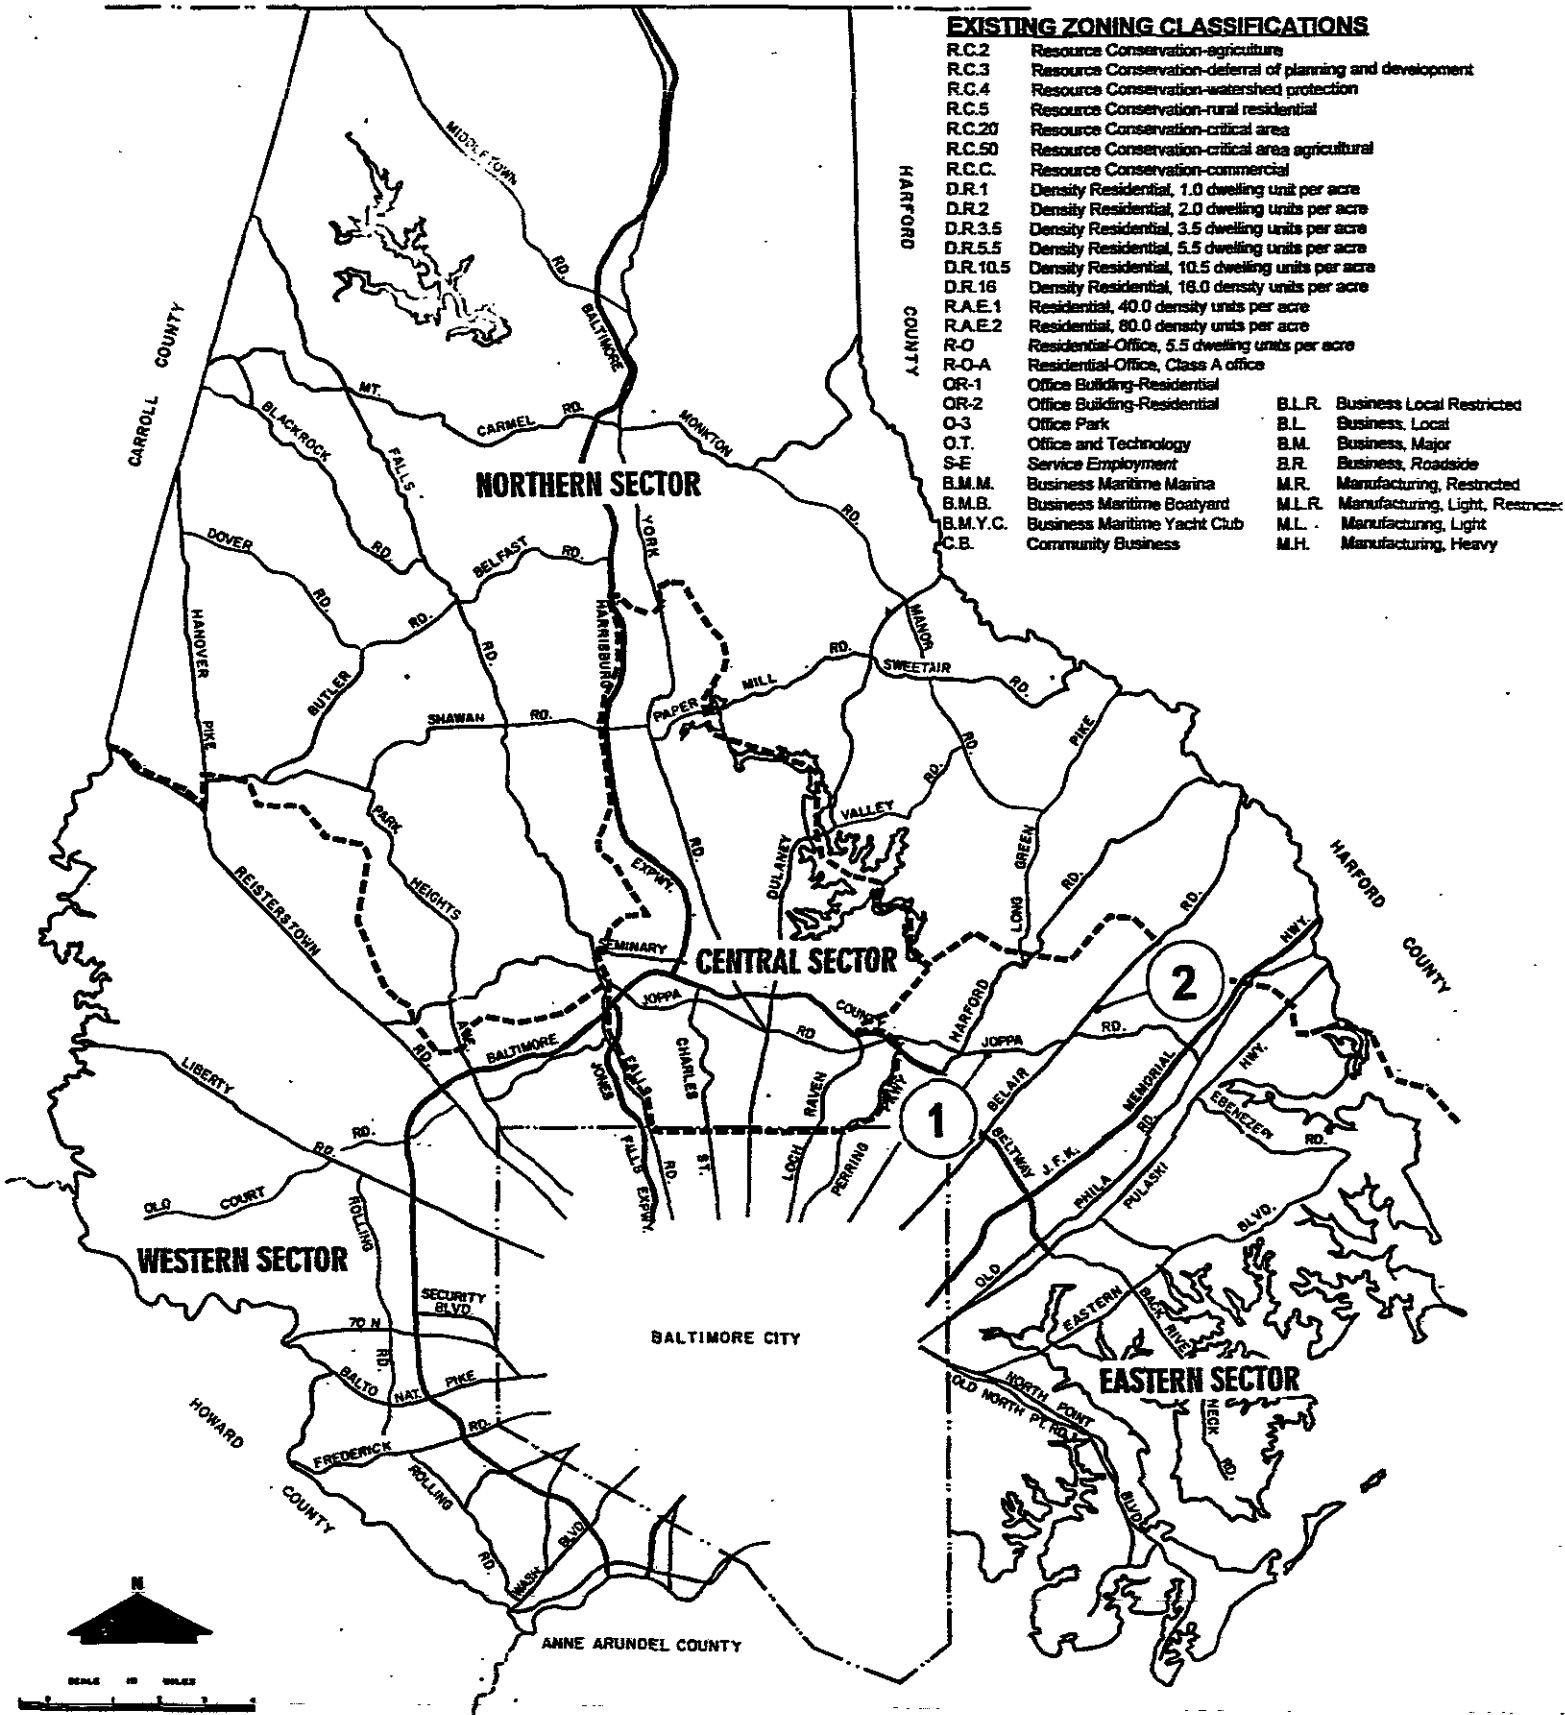 EXISTING ZONING CLASSIFICATIONS
R.C.2 Resource Conservation-agriculture
R.C.3 Resource Conservation-deferral of planning and development
R.C.4 Resource Conservation-watershed protection
R.C.5 Resource Conservation-rural residential
R.C.20 Resource Conservation-critical area
R.C.50 Resource Conservation-critical area agricultural
R.C.C. Resource Conservation-commercial
D.R.1 Density Residential, 1.0 dwelling unit per acre
D.R.2 Density Residential, 2.0 dwelling units per acre
D.R.3.5 Density Residential, 3.5 dwelling units per acre
D.R.5.5 Density Residential, 5.5 dwelling units per acre
D.R.10.5 Density Residential, 10.5 dwelling units per acre
D.R.16 Density Residential, 16.0 density units per acre
R.A.E.1 Residential, 40.0 density units per acre
R.A.E.2 Residential, 80.0 density units per acre
R-O Residential-Office, 5.5 dwelling units per acre
R-O-A Residential-Office, Class A office
OR-1 Office Building-Residential
OR-2 Office Building-Residential B.L.R. Business Local Restricted
O-3 Office Park B.L. Business, Local
O.T. Office and Technology B.M. Business, Major
S-E Service Employment B.R. Business, Roadside
B.M.M. Business Maritime Marina M.R. Manufacturing, Restricted
B.M.B. Business Maritime Boatyard M.L.R. Manufacturing, Light, Restricted
B.M.Y.C. Business Maritime Yacht Club M.L. Manufacturing, Light
C.B. Community Business M.H. Manufacturing, Heavy
MIDDLETOWN
RD.
BALTIMORE
HARFORD
COUNTY
CARROLL COUNTY
MT.
CARMEL RD.
MONKTON
RD.
BLACKROCK
RD.
FALLS
RD.
NORTHERN SECTOR
YORK
RD.
DOVER
RD.
BELFAST RD.
HARRISBURG
EXPWY.
HANOVER
PIKE
BUTLER
RD.
MANOR
RD.
SWEETAIR
RD.
SHAWAN RD.
PAPER MILL RD.
PIKE
PARK
HEIGHTS
AVE.
VALLEY
RD.
DULANEY
GREEN
LONG
RD.
RD.
HWY.
HARFORD
COUNTY
REISTERSTOWN
RD.
SEMINARY
CENTRAL SECTOR
2
JOPPA
RD.
COUNTY
HARFORD
JOPPA
RD.
HWY.
LIBERTY
RD.
BALTIMORE
JONES
FALLS
EXPWY.
FALLS
RD.
CHARLES
ST.
RAVEN
LOCH
PERRING
PKWY
1
BELAIR
BELTWAY
MEMORIAL
J.F.K.
RD.
PHILA
OLD
PULASKI
EBENEZER
RD.
OLD COURT RD.
ROLLING
RD.
WESTERN SECTOR
SECURITY
BLVD.
70 N
BALTO NAT. PIKE
BALTIMORE CITY
EASTERN
BLVD.
BACK RIVER
NECK
RD.
EASTERN SECTOR
NORTH POINT
BLVD.
OLD NORTH PT. RD.
HOWARD
COUNTY
FREDERICK RD.
ROLLING
RD.
WASH.
BLVD.
ANNE ARUNDEL COUNTY
N
SCALE IN MILES